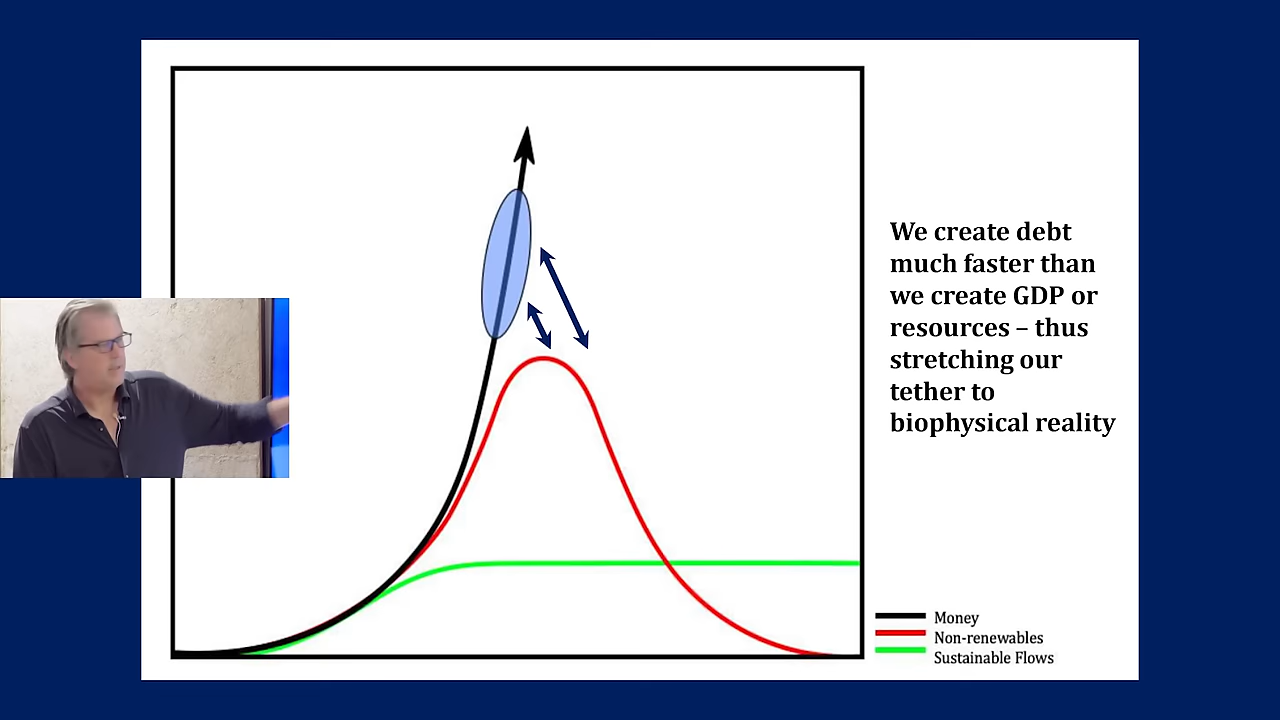 We create debt
much faster than
we create GDP or
resources – thus
stretching our
tether to
biophysical reality
Money
Non-renewables
Sustainable Flows